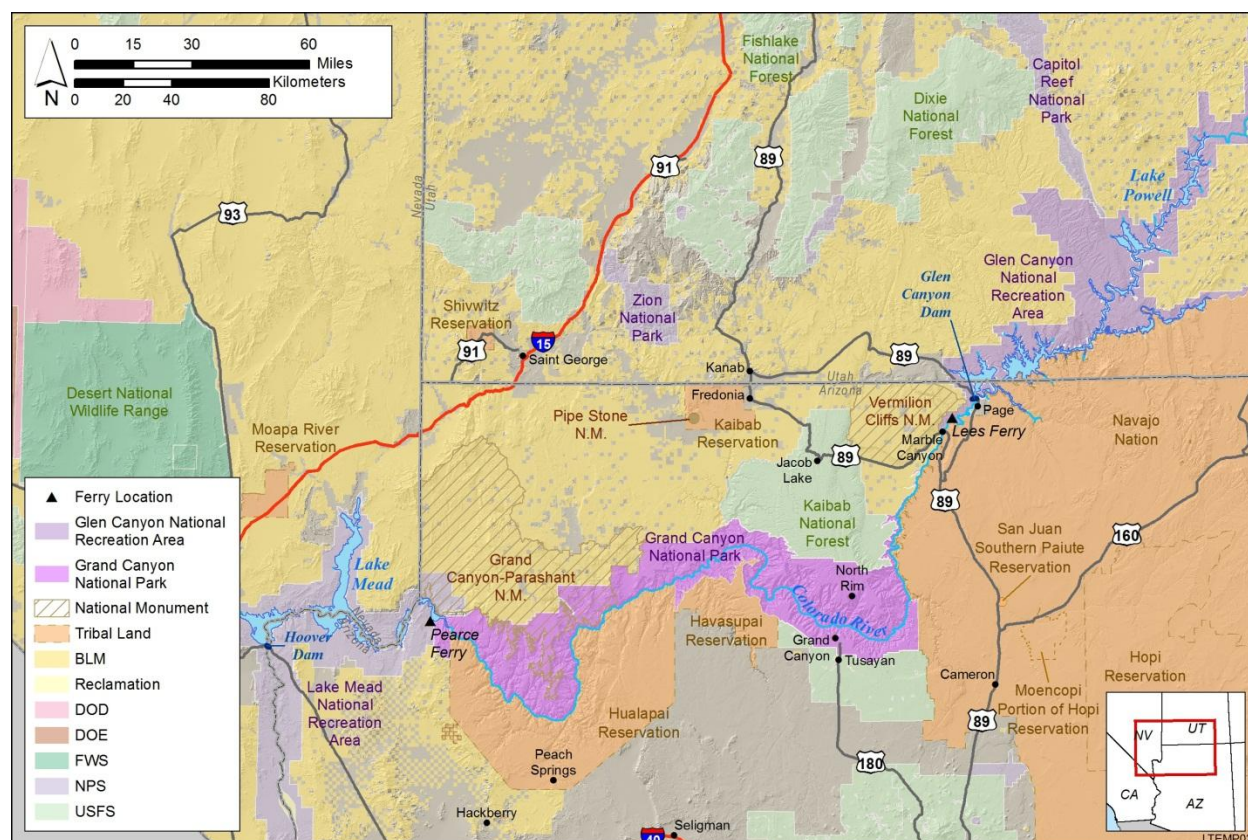 0 15 30 60
Miles
Kilometers
0 20 40 80
N
Fishlake
National
Forest
Capitol
Reef
National
Park
Dixie
National
Forest
93
Nevada
Utah
91
89
Lake
Powell
Glen Canyon
National
Recreation
Area
Glen
Canyon
Dam
Zion
National
Park
Shivwitz
Reservation
91
15
Saint George
Kanab
89
Utah
Arizona
Fredonia
Desert National
Wildlife Range
Moapa River
Reservation
Pipe Stone
N.M.
Kaibab
Reservation
Vermilion
Cliffs N.M.
Page
Lees Ferry
Marble
Canyon
Navajo
Nation
Jacob
Lake
89
89
Kaibab
National
Forest
San Juan
Southern Paiute
Reservation
160
Grand Canyon
National Park
Grand
Canyon-Parashant
N.M.
North
Rim
Colorado River
Lake
Mead
Nevada
Arizona
Hoover
Dam
Pearce
Ferry
Havasupai
Reservation
Grand
Canyon
Tusayan
Cameron
Hopi
Reservation
Moencopi
Portion of Hopi
Reservation
Lake Mead
National
Recreation
Area
Hualapai
Reservation
89
Peach
Springs
180
Hackberry
Seligman
40
Ferry Location
Glen Canyon National
Recreation Area
Grand Canyon
National Park
National Monument
Tribal Land
BLM
Reclamation
DOD
DOE
FWS
NPS
USFS
NV
UT
CA
AZ